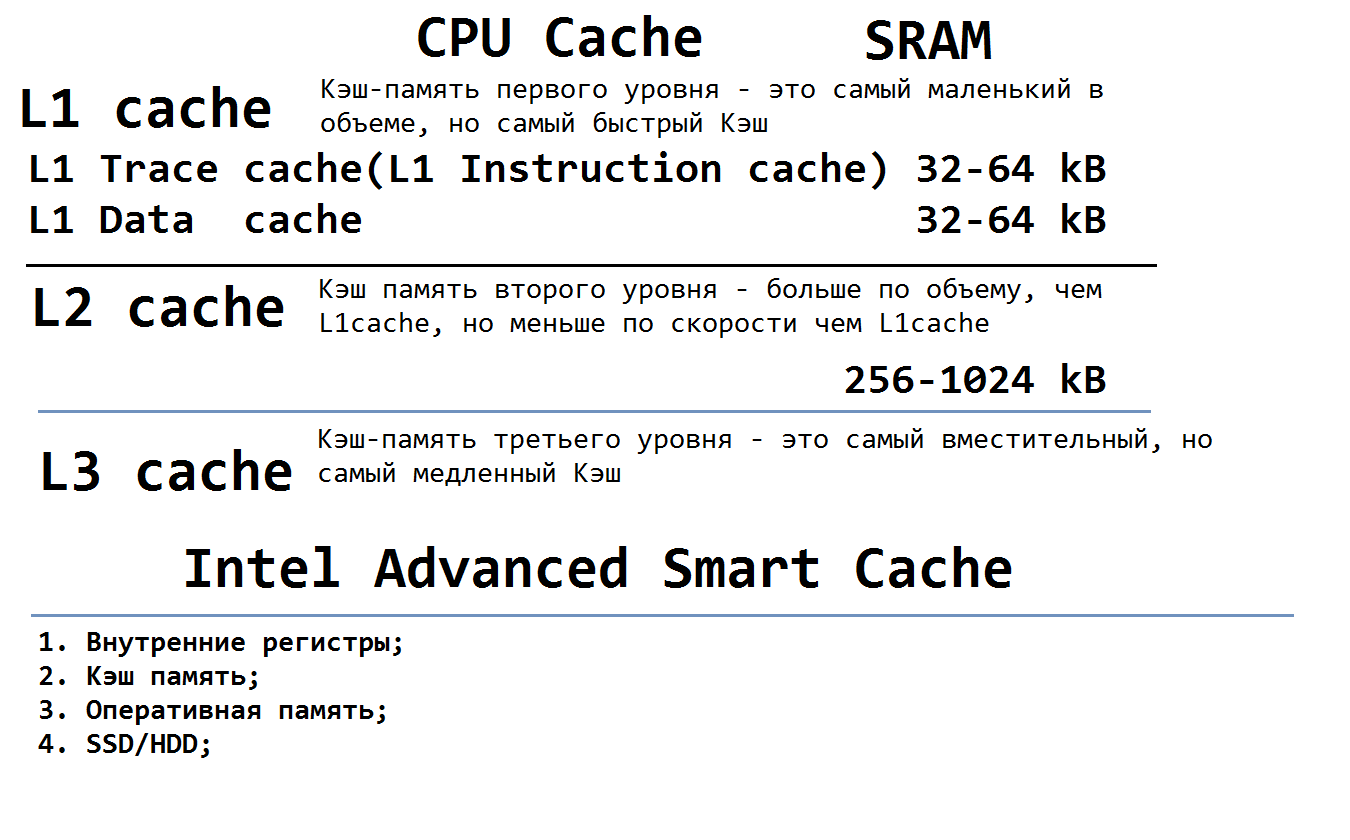 CPU Cache SRAM
L1 cache
Кэш-память первого уровня - это самый маленький в
объеме, но самый быстрый Кэш
L1 Trace cache(L1 Instruction cache) 32-64 kB
L1 Data cache 32-64 kB
L2 cache
Кэш память второго уровня - больше по объему, чем
L1cache, но меньше по скорости чем L1cache
256-1024 kB
L3 cache
Кэш-память третьего уровня - это самый вместительный, но
самый медленный Кэш
Intel Advanced Smart Cache
1. Внутренние регистры;
2. Кэш память;
3. Оперативная память;
4. SSD/HDD;